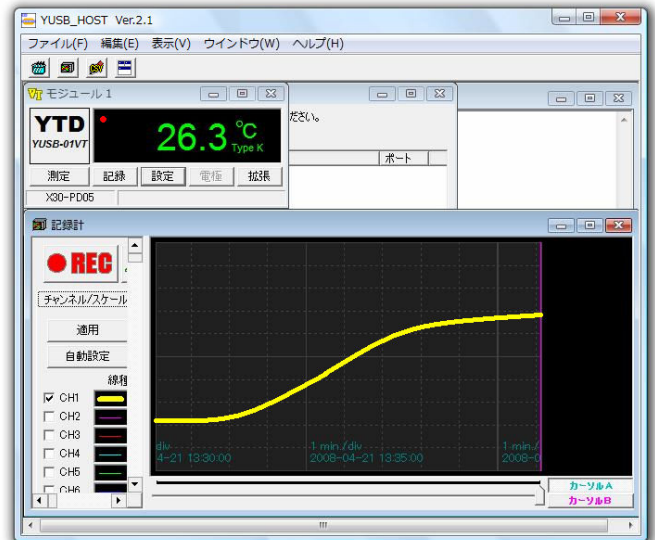 YUSB_HOST Ver.2.1
ファイル(F) 編集(E) 表示(V) ウインドウ(W) ヘルプ(H)
モジュール 1
YTD
YUSB-01VT
26.3 ℃
Type K
測定 記録 設定 電極 拡張
X30-PD05
ださい。
ポート
記録計
REC
チャンネル/スケール
適用
自動設定
線種
CH1
CH2
CH3
CH4
CH5
CH6
div 1 min./div 1 min./
4-21 13:30:00 2008-04-21 13:35:00 2008-0
カーソルA
カーソルB